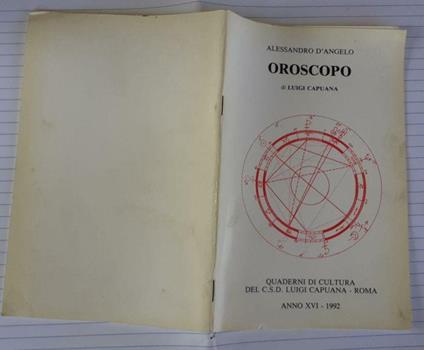 ALESSANDRO D'ANGELO
OROSCOPO
di LUIGI CAPUANA
QUADERNI DI CULTURA
DEL C.S.D. LUIGI CAPUANA - ROMA
ANNO XVI - 1992